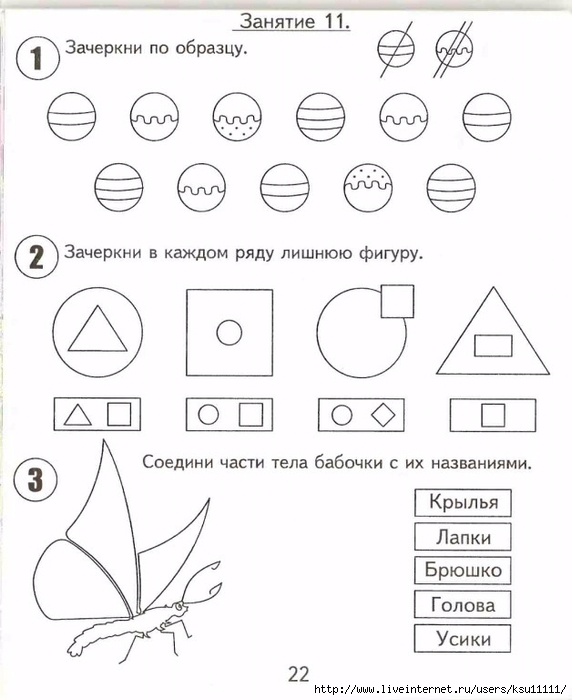 Занятие 11.
1 Зачеркни по образцу.
2 Зачеркни в каждом ряду лишнюю фигуру.
3 Соедини части тела бабочки с их названиями.
Крылья
Лапки
Брюшко
Голова
Усики
22
http://www.liveinternet.ru/users/ksu11111/